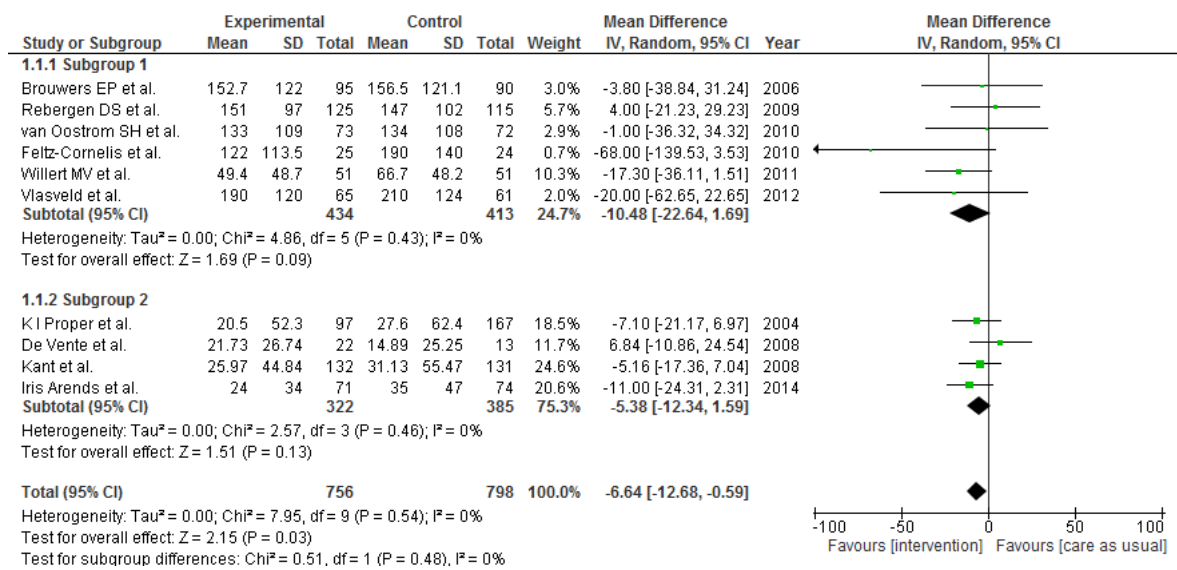 Experimental Control Mean Difference Mean Difference
Study or Subgroup Mean SD Total Mean SD Total Weight IV, Random, 95% CI Year IV, Random, 95% CI
1.1.1 Subgroup 1
Brouwers EP et al. 152.7 122 95 156.5 121.1 90 3.0% -3.80 [-38.84, 31.24] 2006
Rebergen DS et al. 151 97 125 147 102 115 5.7% 4.00 [-21.23, 29.23] 2009
van Oostrom SH et al. 133 109 73 134 108 72 2.9% -1.00 [-36.32, 34.32] 2010
Feltz-Cornelis et al. 122 113.5 25 190 140 24 0.7% -68.00 [-139.53, 3.53] 2010
Willert MV et al. 49.4 48.7 51 66.7 48.2 51 10.3% -17.30 [-36.11, 1.51] 2011
Vlasveld et al. 190 120 65 210 124 61 2.0% -20.00 [-62.65, 22.65] 2012
Subtotal (95% CI) 434 413 24.7% -10.48 [-22.64, 1.69]
Heterogeneity: Tau² = 0.00; Chi² = 4.86, df = 5 (P = 0.43); I² = 0%
Test for overall effect: Z = 1.69 (P = 0.09)
1.1.2 Subgroup 2
K I Proper et al. 20.5 52.3 97 27.6 62.4 167 18.5% -7.10 [-21.17, 6.97] 2004
De Vente et al. 21.73 26.74 22 14.89 25.25 13 11.7% 6.84 [-10.86, 24.54] 2008
Kant et al. 25.97 44.84 132 31.13 55.47 131 24.6% -5.16 [-17.36, 7.04] 2008
Iris Arends et al. 24 34 71 35 47 74 20.6% -11.00 [-24.31, 2.31] 2014
Subtotal (95% CI) 322 385 75.3% -5.38 [-12.34, 1.59]
Heterogeneity: Tau² = 0.00; Chi² = 2.57, df = 3 (P = 0.46); I² = 0%
Test for overall effect: Z = 1.51 (P = 0.13)
Total (95% CI) 756 798 100.0% -6.64 [-12.68, -0.59]
Heterogeneity: Tau² = 0.00; Chi² = 7.95, df = 9 (P = 0.54); I² = 0%
Test for overall effect: Z = 2.15 (P = 0.03)
Test for subgroup differences: Chi² = 0.51, df = 1 (P = 0.48), I² = 0%
-100 -50 0 50 100
Favours [intervention] Favours [care as usual]